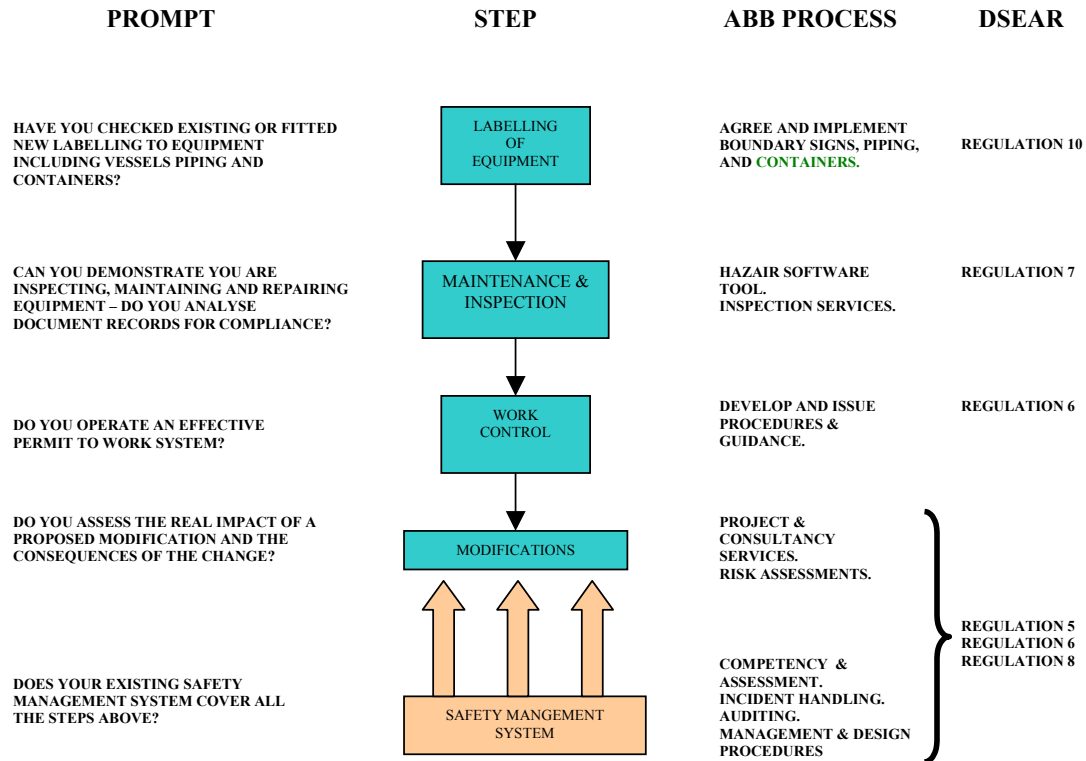 PROMPT
STEP
ABB PROCESS
DSEAR
HAVE YOU CHECKED EXISTING OR FITTED
NEW LABELLING TO EQUIPMENT
INCLUDING VESSELS PIPING AND
CONTAINERS?
LABELLING
OF
EQUIPMENT
AGREE AND IMPLEMENT
BOUNDARY SIGNS, PIPING,
AND CONTAINERS.
REGULATION 10
CAN YOU DEMONSTRATE YOU ARE
INSPECTING, MAINTAINING AND REPAIRING
EQUIPMENT – DO YOU ANALYSE
DOCUMENT RECORDS FOR COMPLIANCE?
MAINTENANCE &
INSPECTION
HAZAIR SOFTWARE
TOOL.
INSPECTION SERVICES.
REGULATION 7
DO YOU OPERATE AN EFFECTIVE
PERMIT TO WORK SYSTEM?
WORK
CONTROL
DEVELOP AND ISSUE
PROCEDURES &
GUIDANCE.
REGULATION 6
DO YOU ASSESS THE REAL IMPACT OF A
PROPOSED MODIFICATION AND THE
CONSEQUENCES OF THE CHANGE?
MODIFICATIONS
PROJECT &
CONSULTANCY
SERVICES.
RISK ASSESSMENTS.
REGULATION 5
REGULATION 6
REGULATION 8
DOES YOUR EXISTING SAFETY
MANAGEMENT SYSTEM COVER ALL
THE STEPS ABOVE?
SAFETY MANGEMENT
SYSTEM
COMPETENCY &
ASSESSMENT.
INCIDENT HANDLING.
AUDITING.
MANAGEMENT & DESIGN
PROCEDURES